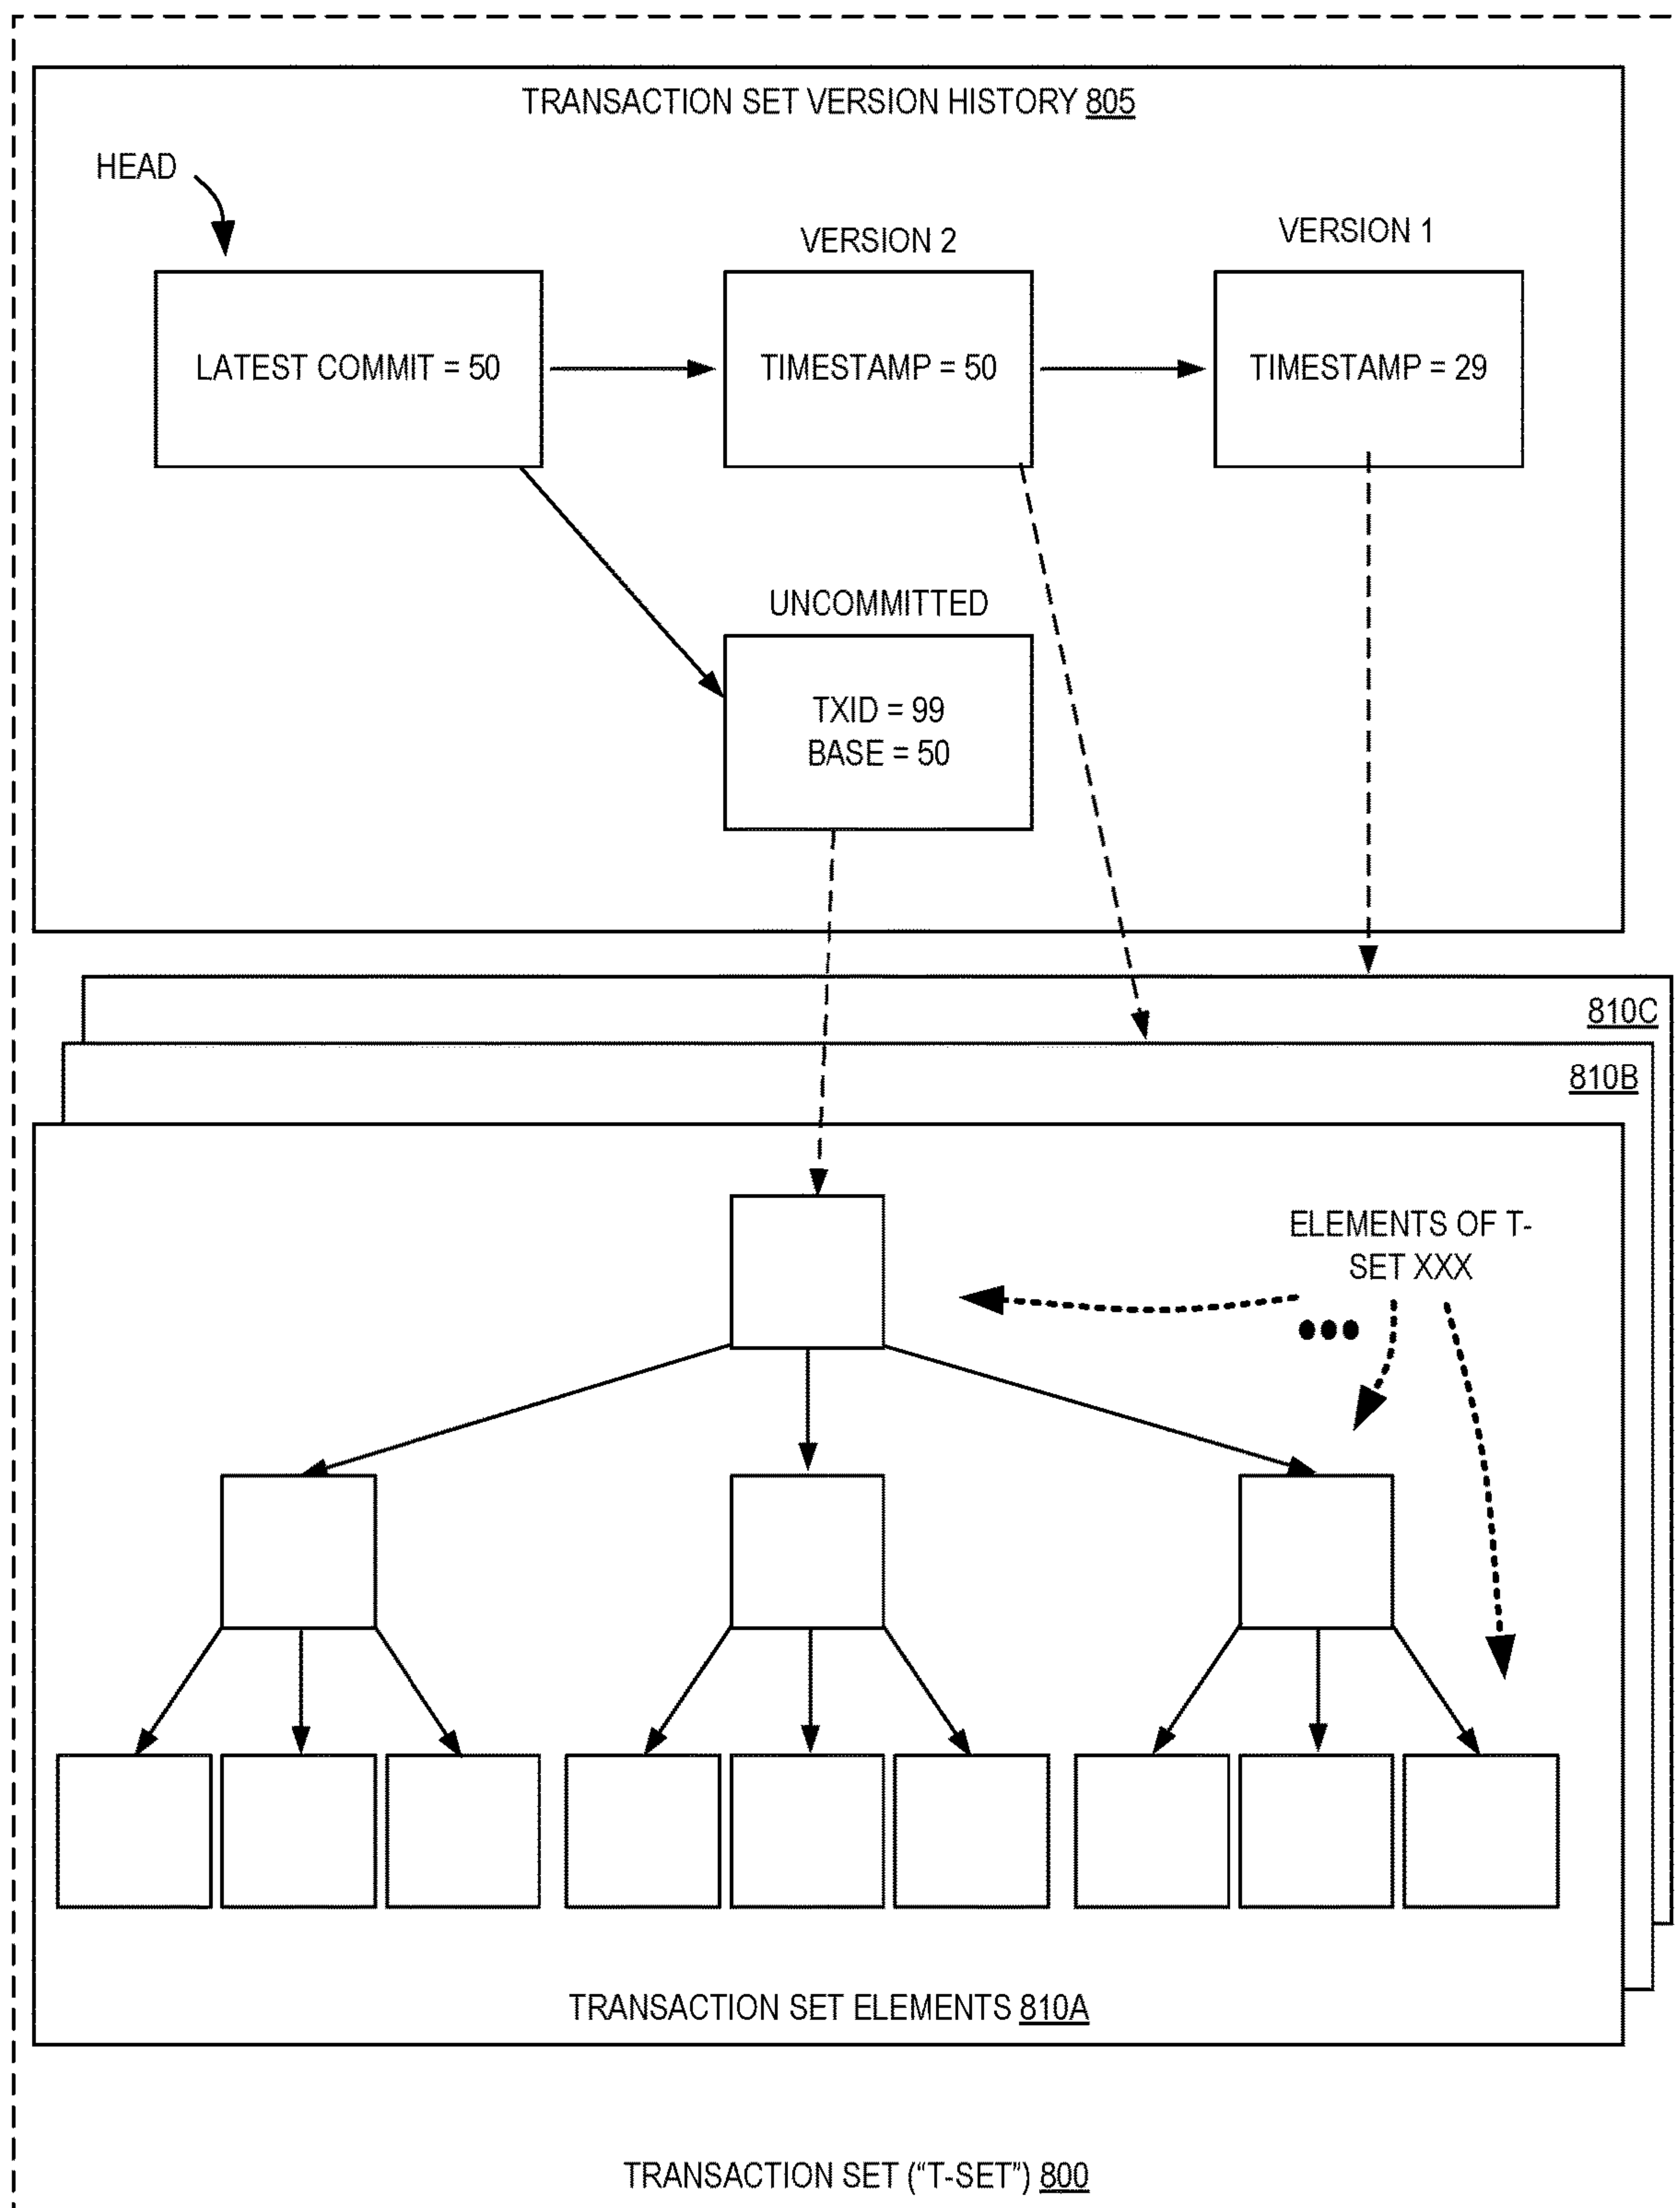 TRANSACTION SET VERSION HISTORY 805
HEAD
VERSION 2
VERSION 1
LATEST COMMIT = 50
TIMESTAMP = 50
TIMESTAMP = 29
UNCOMMITTED
TXID = 99
BASE = 50
810C
810B
ELEMENTS OF T-
SET XXX
TRANSACTION SET ELEMENTS 810A
TRANSACTION SET (“T-SET”) 800